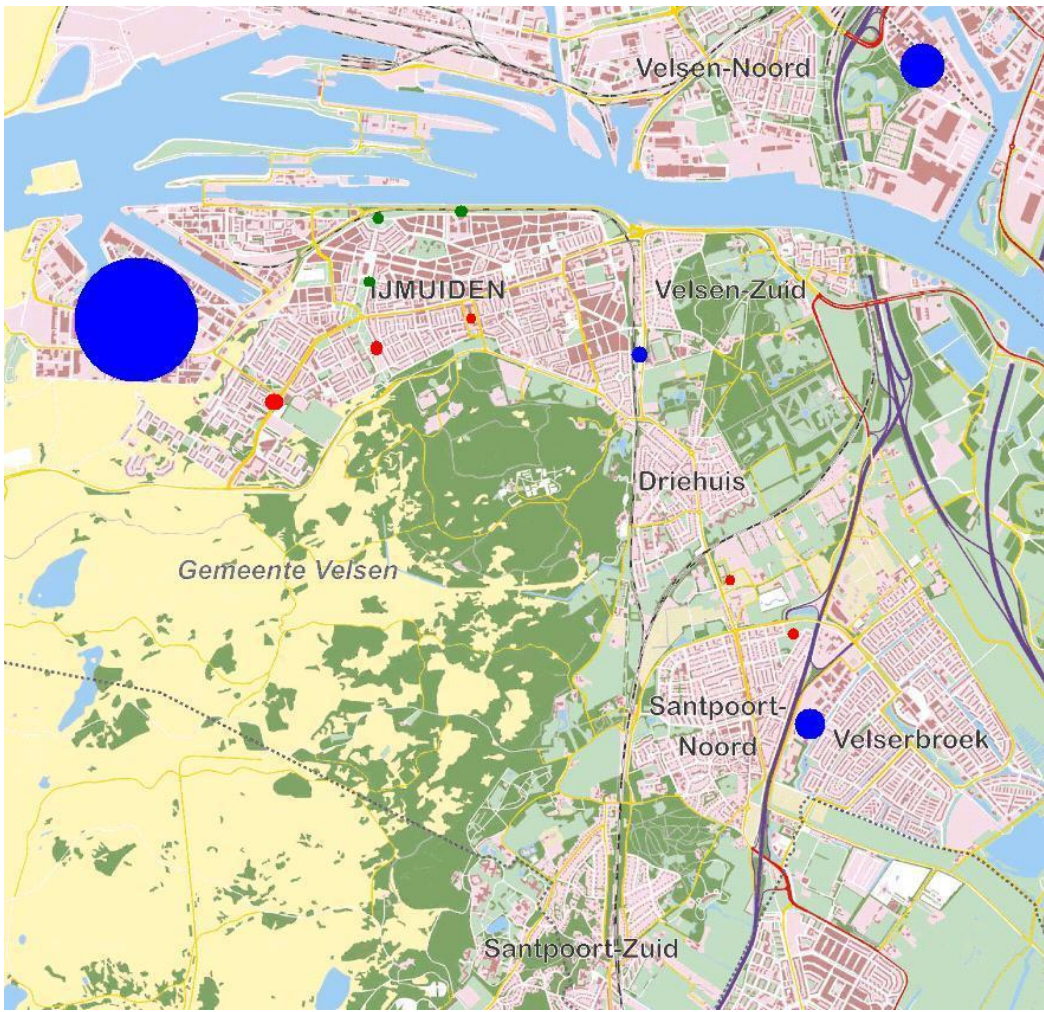 Velsen-Noord
IJMUIDEN
Velsen-Zuid
Driehuis
Gemeente Velsen
Santpoort-
Noord
Velserbroek
Santpoort-Zuid